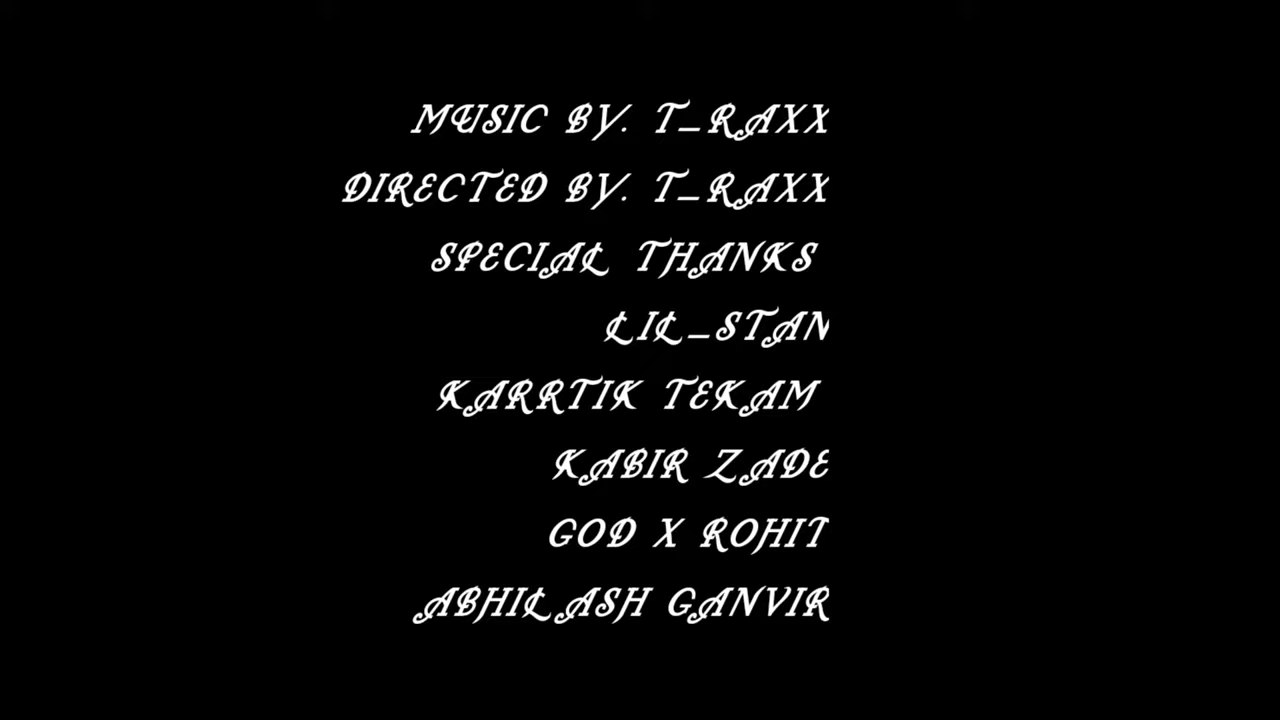 MUSIC BY. T_RAXX
DIRECTED BY. T_RAXX
SPECIAL THANKS
LIL_STAN
KARRTIK TEKAM
KABIR ZADE
GOD X ROHIT
ABHILASH GANVIR